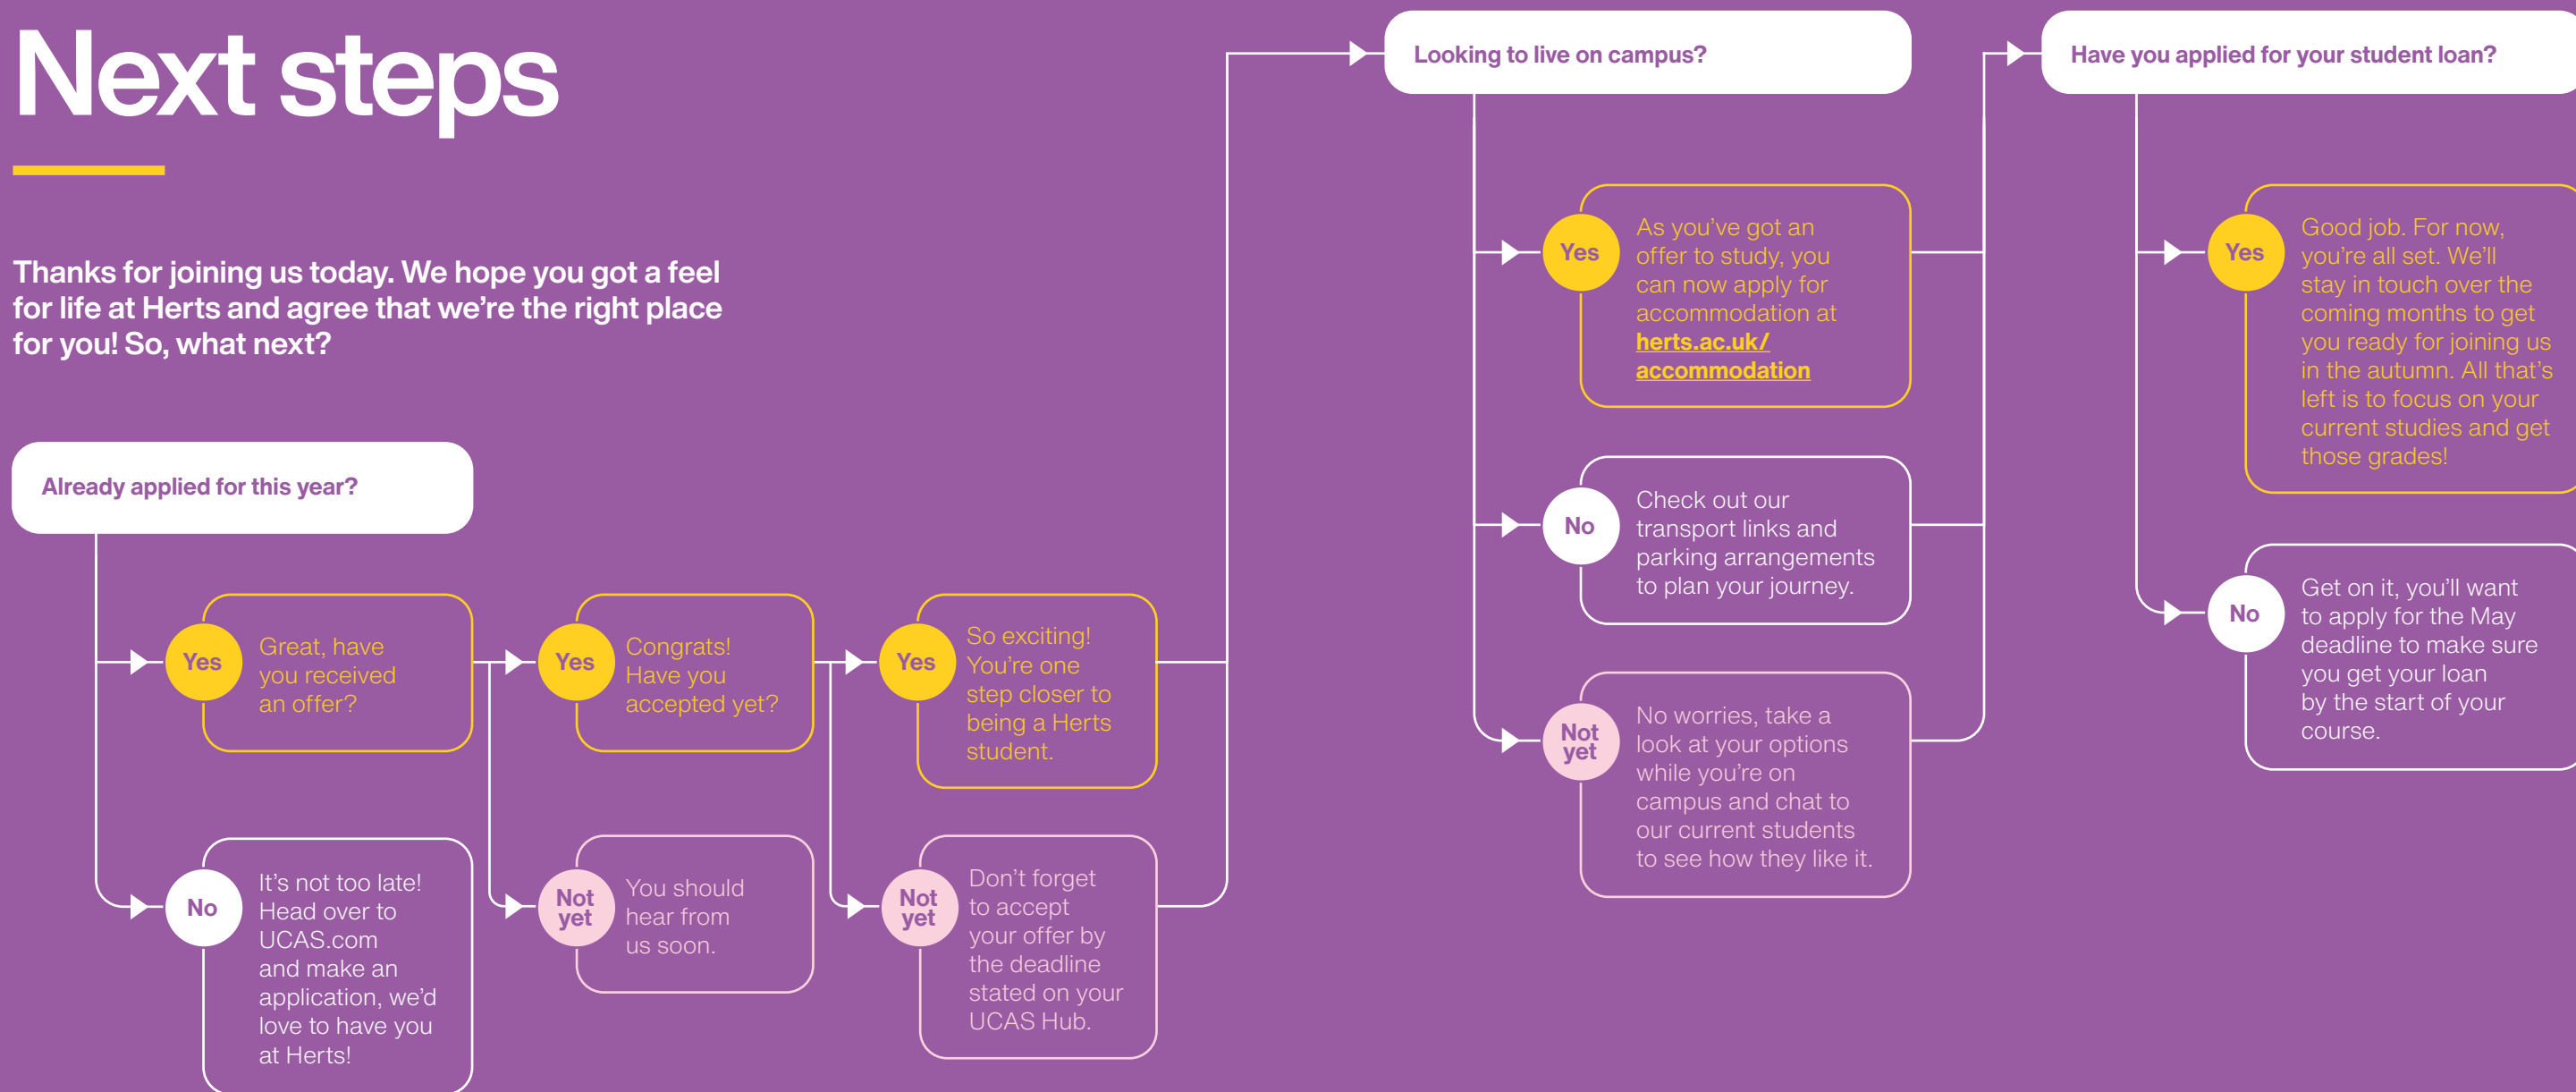 Next steps
Thanks for joining us today. We hope you got a feel
for life at Herts and agree that we’re the right place
for you! So, what next?
Already applied for this year?
Yes
Great, have
you received
an offer?
Yes
Congrats!
Have you
accepted yet?
Yes
So exciting!
You’re one
step closer to
being a Herts
student.
No
It’s not too late!
Head over to
UCAS.com
and make an
application, we’d
love to have you
at Herts!
Not
yet
You should
hear from
us soon.
Not
yet
Don’t forget
to accept
your offer by
the deadline
stated on your
UCAS Hub.
Looking to live on campus?
Yes
As you’ve got an
offer to study, you
can now apply for
accommodation at
herts.ac.uk/
accommodation
No
Check out our
transport links and
parking arrangements
to plan your journey.
Not
yet
No worries, take a
look at your options
while you’re on
campus and chat to
our current students
to see how they like it.
Have you applied for your student loan?
Yes
Good job. For now,
you’re all set. We’ll
stay in touch over the
coming months to get
you ready for joining us
in the autumn. All that’s
left is to focus on your
current studies and get
those grades!
No
Get on it, you’ll want
to apply for the May
deadline to make sure
you get your loan
by the start of your
course.